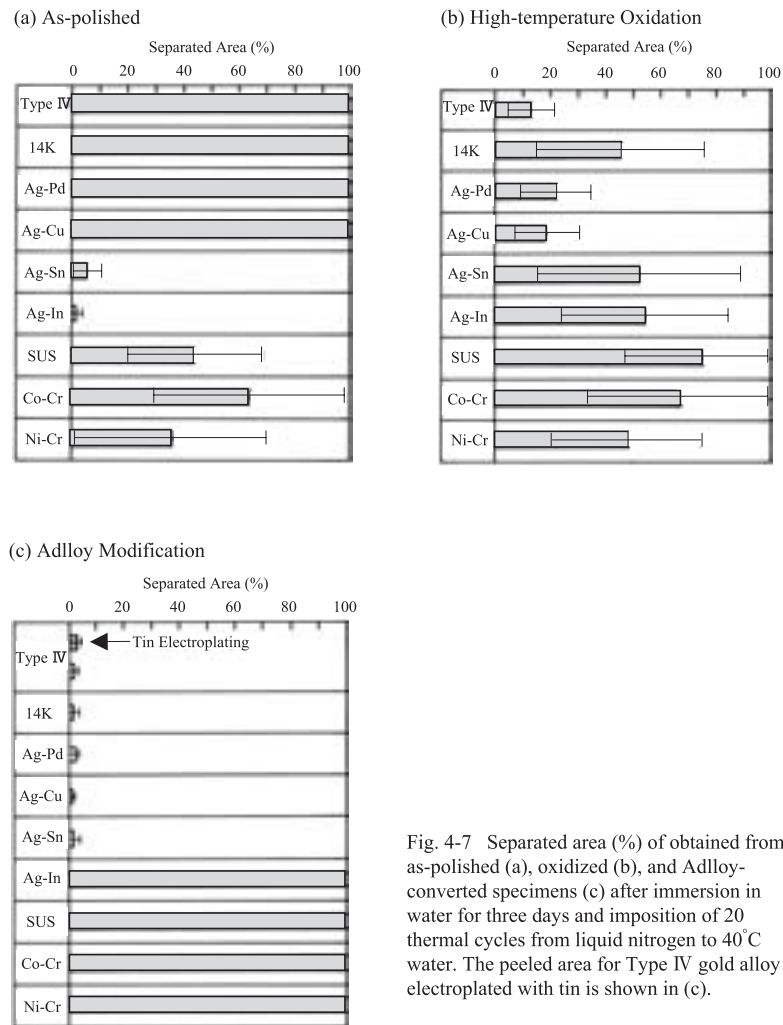 (a) As-polished
Separated Area (%)
0 20 40 60 80 100
Type Ⅳ
14K
Ag-Pd
Ag-Cu
Ag-Sn
Ag-In
SUS
Co-Cr
Ni-Cr
(b) High-temperature Oxidation
Separated Area (%)
0 20 40 60 80 100
Type Ⅳ
14K
Ag-Pd
Ag-Cu
Ag-Sn
Ag-In
SUS
Co-Cr
Ni-Cr
(c) Adlloy Modification
Separated Area (%)
0 20 40 60 80 100
Tin Electroplating
Type Ⅳ
14K
Ag-Pd
Ag-Cu
Ag-Sn
Ag-In
SUS
Co-Cr
Ni-Cr
Fig. 4-7 Separated area (%) of obtained from
as-polished (a), oxidized (b), and Adlloy-
converted specimens (c) after immersion in
water for three days and imposition of 20
thermal cycles from liquid nitrogen to 40°C
water. The peeled area for Type Ⅳ gold alloy
electroplated with tin is shown in (c).